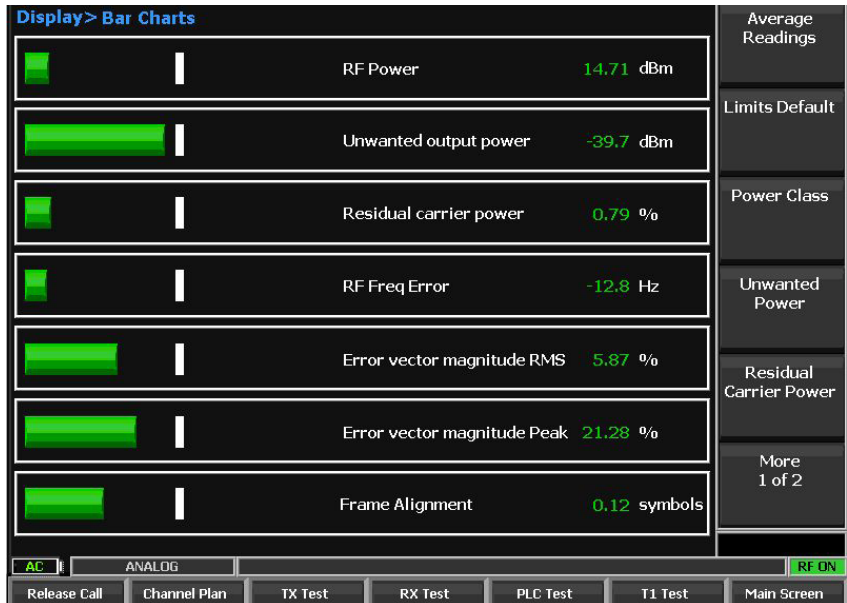 Display> Bar Charts
RF Power 14.71 dBm
Unwanted output power -39.7 dBm
Residual carrier power 0.79 %
RF Freq Error -12.8 Hz
Error vector magnitude RMS 5.87 %
Error vector magnitude Peak 21.28 %
Frame Alignment 0.12 symbols
Average
Readings
Limits Default
Power Class
Unwanted
Power
Residual
Carrier Power
More
1 of 2
AC ANALOG RF ON
Release Call Channel Plan TX Test RX Test PLC Test T1 Test Main Screen